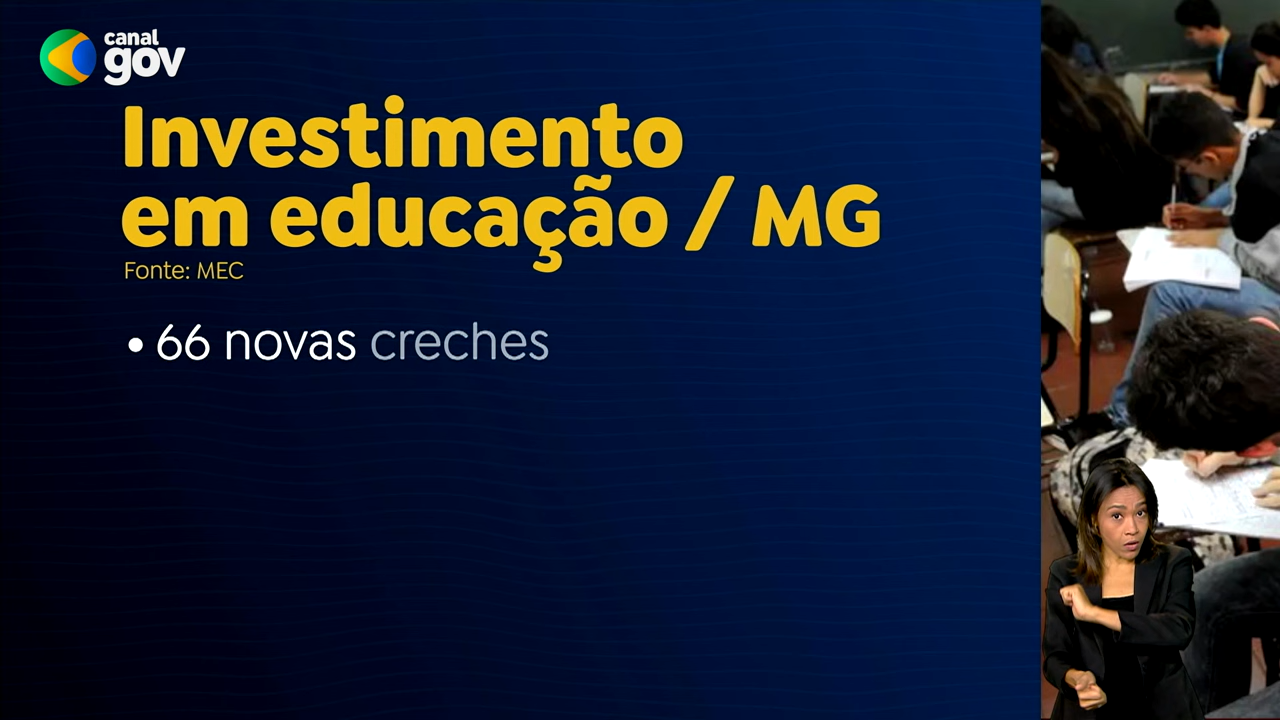 canal
gov
Investimento
em educação / MG
Fonte: MEC
• 66 novas creches